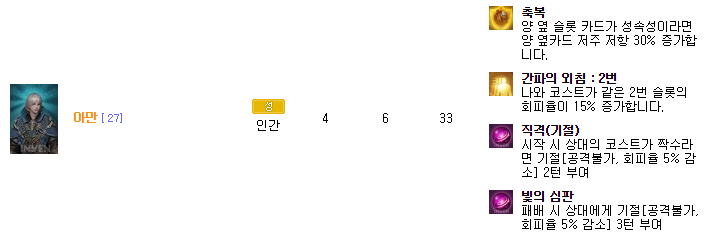 축복
양 옆 슬롯 카드가 성속성이라면
양 옆카드 저주 저항 30% 증가합
니다.
간파의 외침 : 2번
나와 코스트가 같은 2번 슬롯의
회피율이 15% 증가합니다.
아만 [ 27]
성
인간
4
6
33
직격(기절)
시작 시 상대의 코스트가 짝수라
면 기절[공격불가, 회피율 5% 감
소] 2턴 부여
빛의 심판
패배 시 상대에게 기절[공격불가,
회피율 5% 감소] 3턴 부여
INVEN